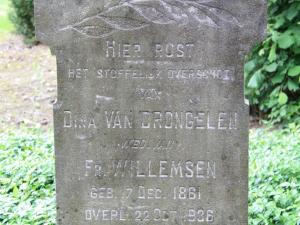 HIER RUST
HET STOFFELIJK OVERSCHOT
VAN
DINA VAN DRONGELEN
WED. VAN
FR. WILLEMSEN
GEB. 7 DEC. 1861
OVERL. 22 OCT. 1936